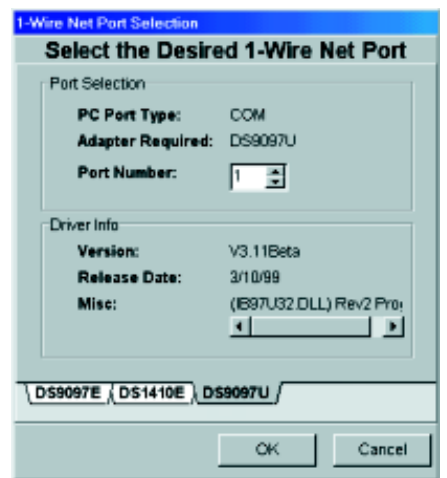 1-Wire Net Port Selection
Select the Desired 1-Wire Net Port
Port Selection
PC Port Type: COM
Adapter Required: DS9097U
Port Number: 1
Driver Info
Version: V3.11Beta
Release Date: 3/10/99
Misc: (IB97U32.DLL) Rev2 Pro
DS9097E DS1410E DS9097U
OK Cancel